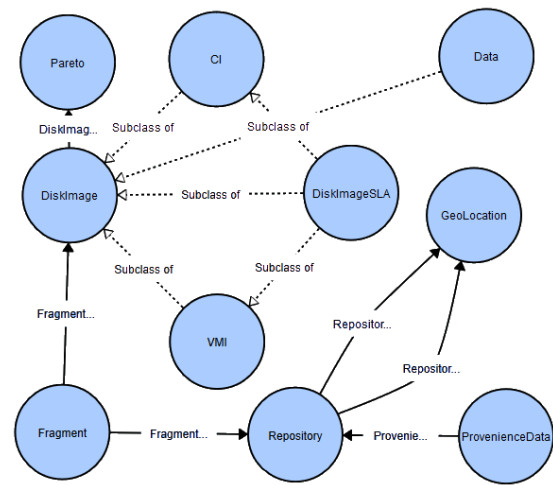 Pareto
CI
Data
DiskImag...
Subclass of
Subclass of
DiskImage
Subclass of
DiskImageSLA
GeoLocation
Subclass of
Subclass of
Fragment...
VMI
Repositor...
Repositor...
Fragment
Fragment...
Repository
Provenie...
ProvenienceData